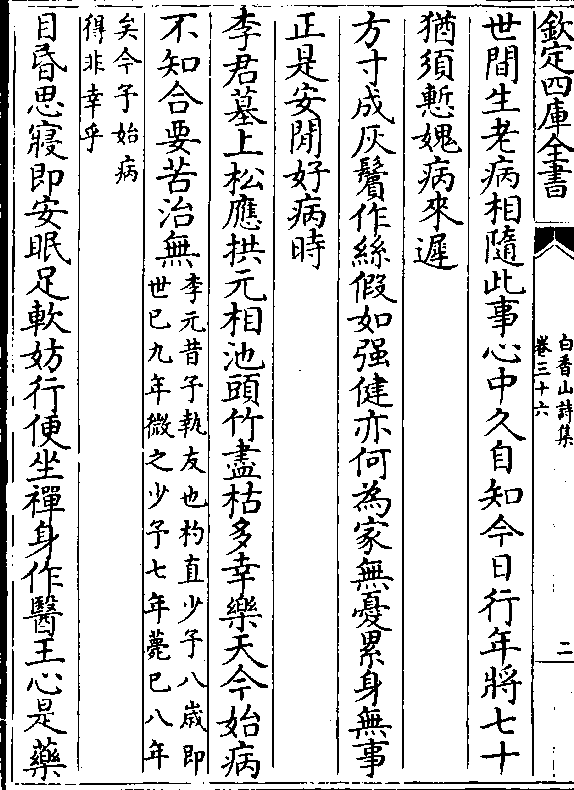 欽定四庫全書
白香山詩集
卷三十六
二
世間生老病相隨此事心中久自知今日行年將七十
猶須慙媿病來遲
方寸成灰鬢作絲假如强健亦何為家無憂累身無事
正是安閒好病時
李君墓上松應拱元相池頭竹盡枯多幸樂天今始病
不知合要苦治無
李元昔予執友也杓直少予八歲即
世已九年微之少予七年薨已八年
矣今予始病
得非幸乎
目昏思寢即安眠足軟妨行便坐禪身作醫王心是藥